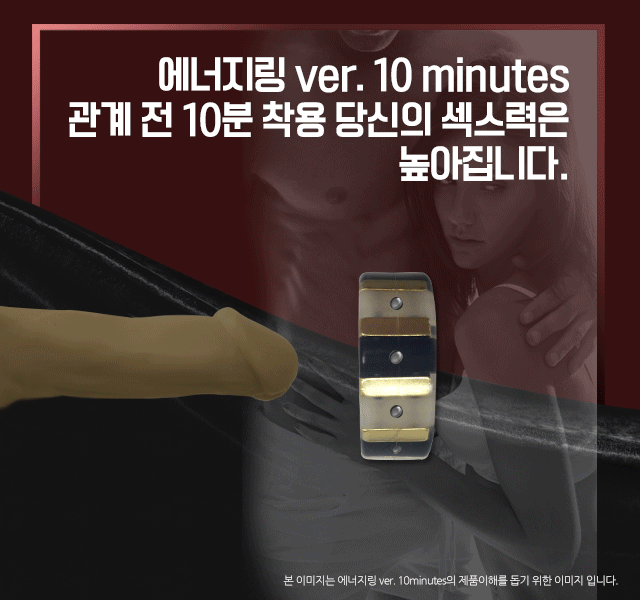 에너지링 ver. 10 minutes
관계 전 10분 착용 당신의 섹스력은
높아집니다.
본 이미지는 에너지링 ver. 10minutes의 제품이해를 돕기 위한 이미지 입니다.